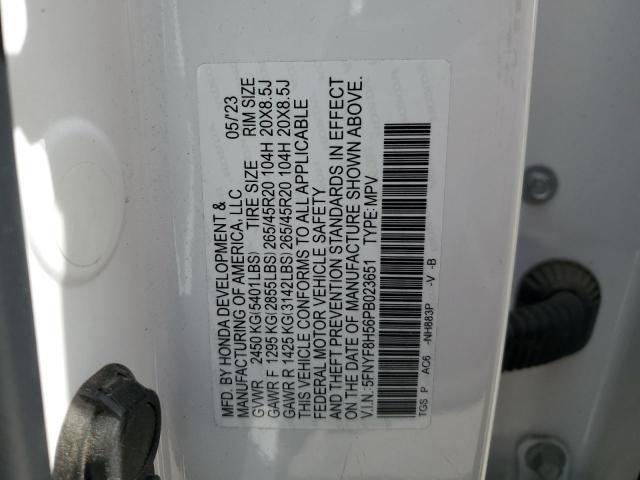 MFD. BY HONDA DEVELOPMENT & 05/'23
MANUFACTURING OF AMERICA, LLC
TIRE SIZE RIM SIZE
GVWR 2450 KG(5401LBS)
GAWR F 1295 KG(2855LBS) 265/45R20 104H 20X8.5J
GAWR R 1425 KG(3142LBS) 265/45R20 104H 20X8.5J
THIS VEHICLE CONFORMS TO ALL APPLICABLE
FEDERAL MOTOR VEHICLE SAFETY
AND THEFT PREVENTION STANDARDS IN EFFECT
ON THE DATE OF MANUFACTURE SHOWN ABOVE.
V.I.N.: 5FNYF8H56PB023651 TYPE: MPV
TGS P AC6 -NH883P -V -B